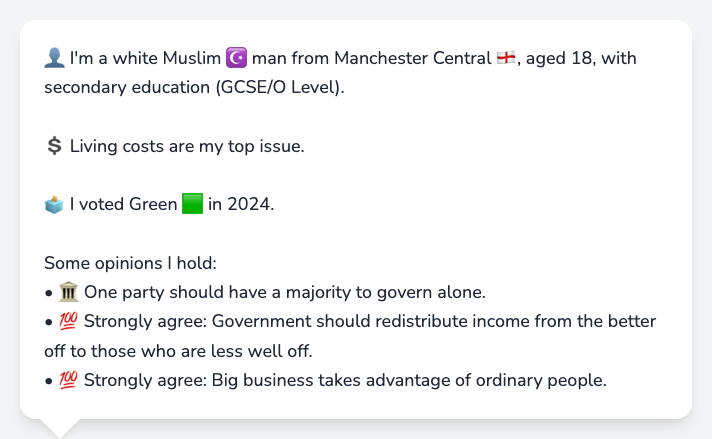 👤 I'm a white Muslim ☪️ man from Manchester Central 🏴󠁧󠁢󠁥󠁮󠁧󠁿, aged 18, with
secondary education (GCSE/O Level).
💲 Living costs are my top issue.
🗳️ I voted Green 🟩 in 2024.
Some opinions I hold:
• 🏛️ One party should have a majority to govern alone.
• 💯 Strongly agree: Government should redistribute income from the better
off to those who are less well off.
• 💯 Strongly agree: Big business takes advantage of ordinary people.